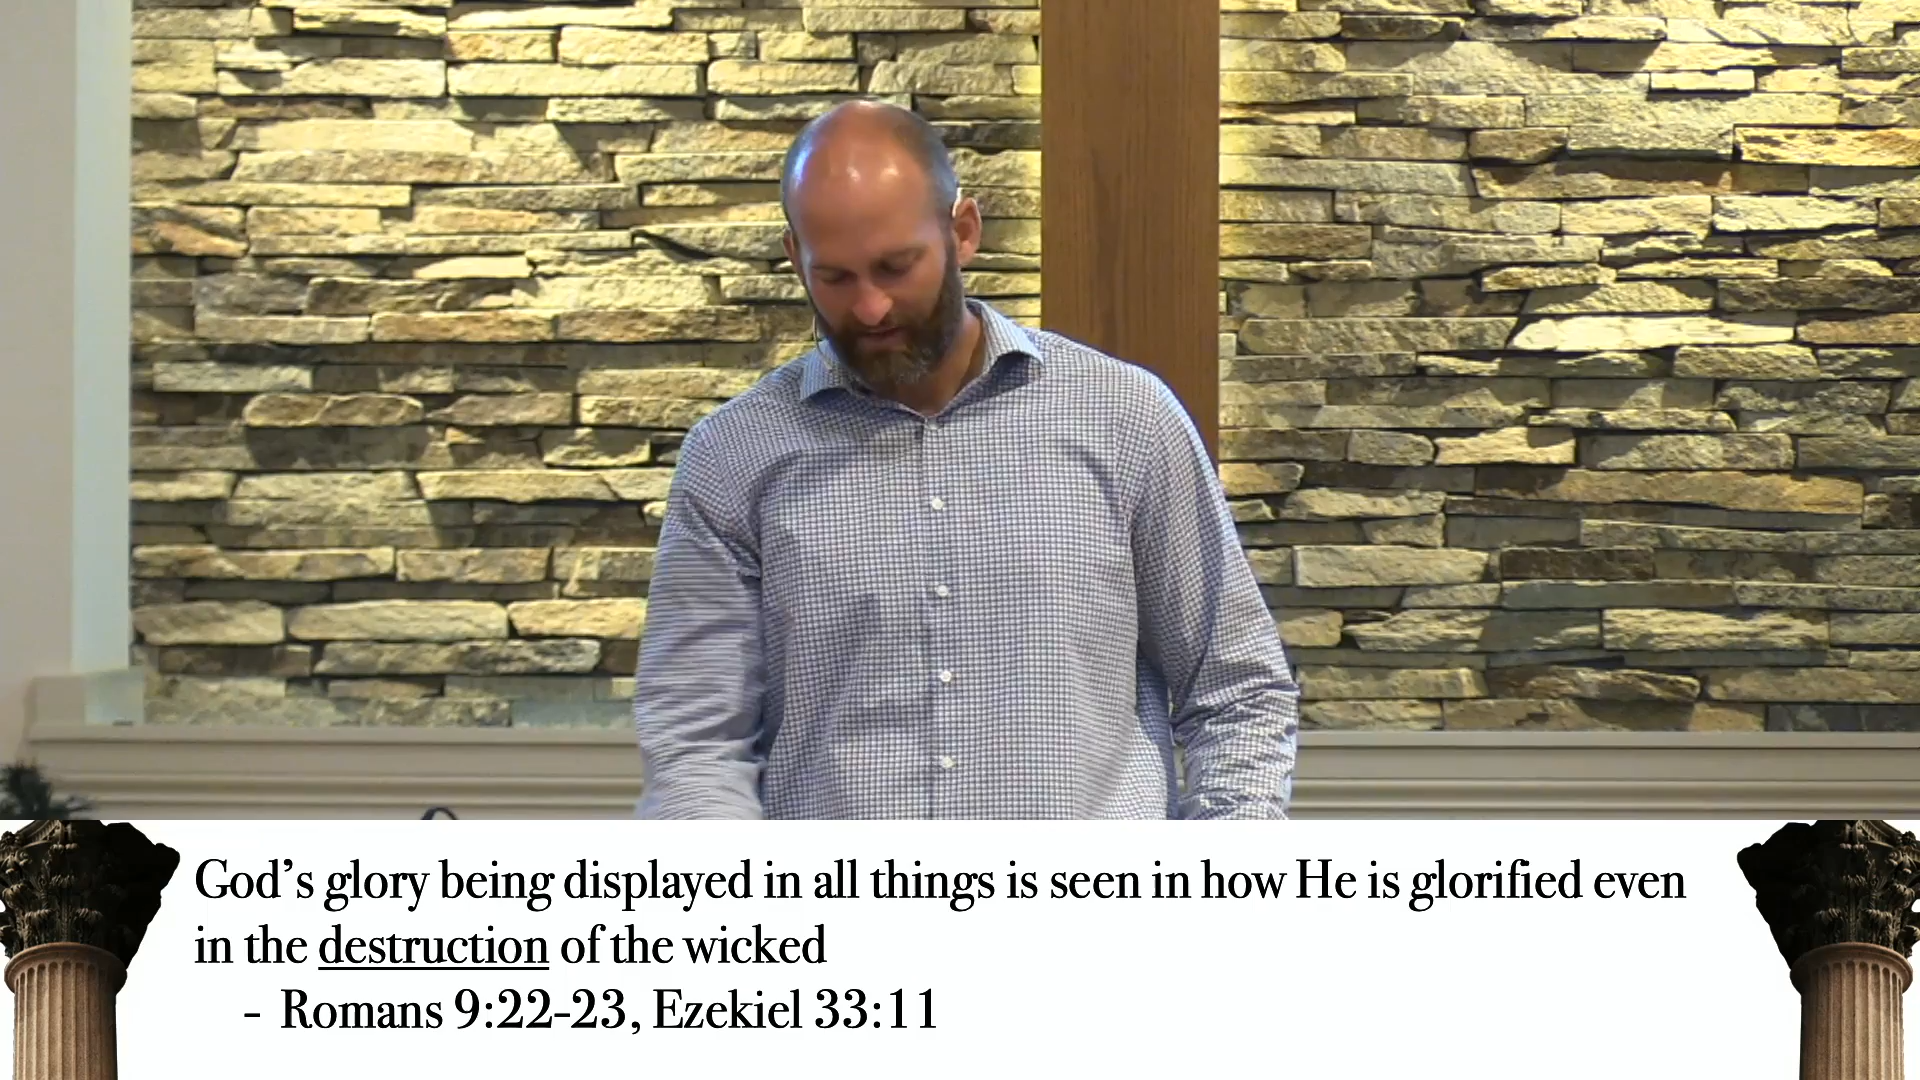 God’s glory being displayed in all things is seen in how He is glorified even
in the destruction of the wicked
- Romans 9:22-23, Ezekiel 33:11